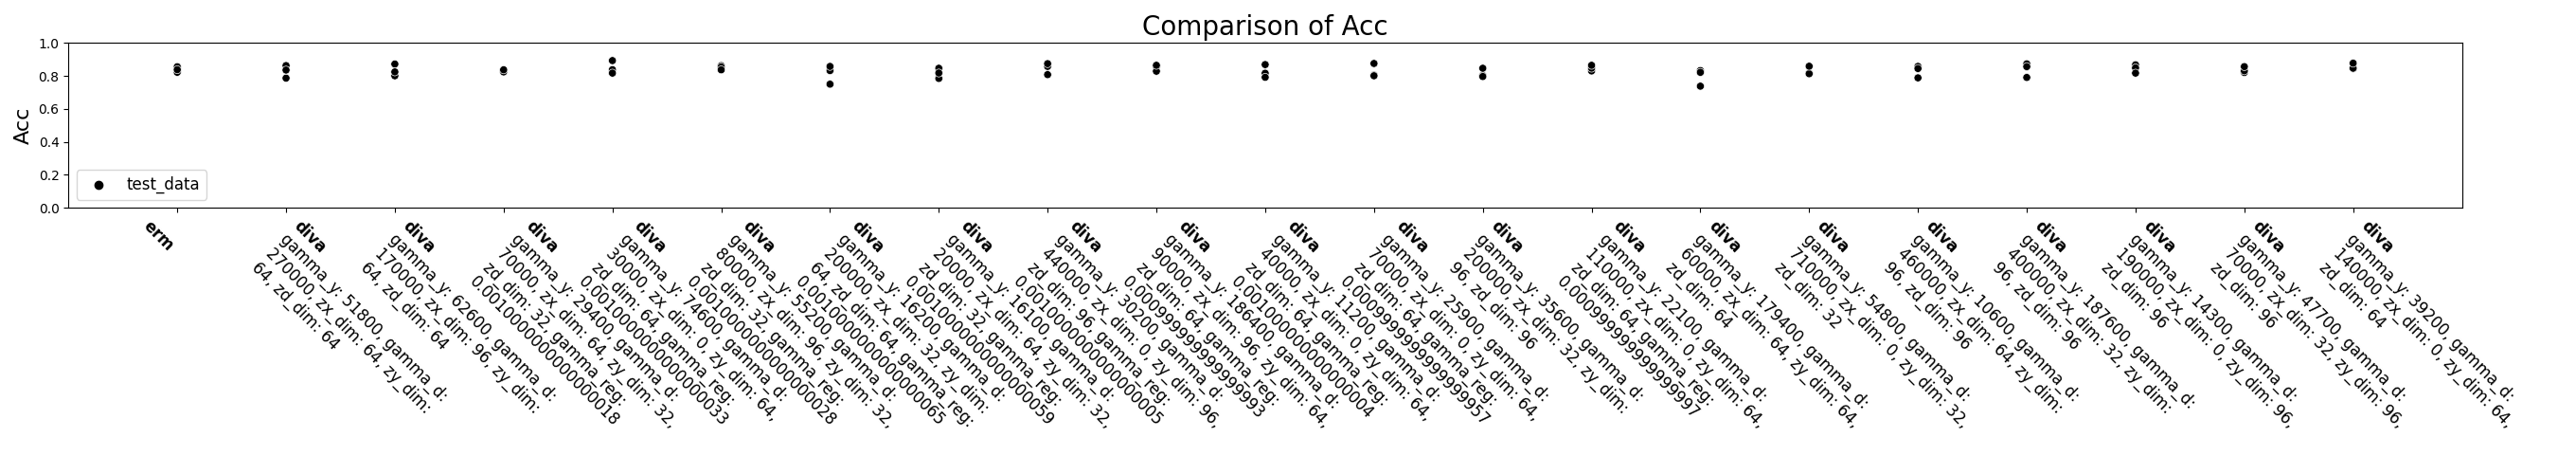 Comparison of Acc
Acc
1.0
0.8
0.6
0.4
0.2
0.0
test_data
erm
diva
gamma_y: 51800, gamma_d:
27000, zx_dim: 64, zy_dim:
64, zd_dim: 64
diva
gamma_y: 62600, gamma_d:
17000, zx_dim: 96, zy_dim:
64, zd_dim: 64
diva
gamma_y: 29400, gamma_d:
7000, zx_dim: 64, zy_dim: 32,
zd_dim: 32, gamma_reg:
0.0010000000000000018
diva
gamma_y: 74600, gamma_d:
30000, zx_dim: 0, zy_dim: 64,
zd_dim: 64, gamma_reg:
0.0010000000000000033
diva
gamma_y: 55200, gamma_d:
80000, zx_dim: 96, zy_dim: 32,
zd_dim: 32, gamma_reg:
0.0010000000000000028
diva
gamma_y: 16200, gamma_d:
200000, zx_dim: 32, zy_dim:
64, zd_dim: 64, gamma_reg:
0.0010000000000000065
diva
gamma_y: 16100, gamma_d:
20000, zx_dim: 64, zy_dim: 32,
zd_dim: 32, gamma_reg:
0.0010000000000000059
diva
gamma_y: 30200, gamma_d:
44000, zx_dim: 0, zy_dim: 96,
zd_dim: 96, gamma_reg:
0.0010000000000000005
diva
gamma_y: 186400, gamma_d:
90000, zx_dim: 96, zy_dim: 64,
zd_dim: 64, gamma_reg:
0.0009999999999999993
diva
gamma_y: 11200, gamma_d:
40000, zx_dim: 0, zy_dim: 64,
zd_dim: 64, gamma_reg:
0.0010000000000000004
diva
gamma_y: 25900, gamma_d:
70000, zx_dim: 0, zy_dim: 64,
zd_dim: 64, gamma_reg:
0.0009999999999999957
diva
gamma_y: 35600, gamma_d:
200000, zx_dim: 32, zy_dim:
96, zd_dim: 96
diva
gamma_y: 22100, gamma_d:
110000, zx_dim: 0, zy_dim: 64,
zd_dim: 64, gamma_reg:
0.0009999999999999997
diva
gamma_y: 179400, gamma_d:
60000, zx_dim: 64, zy_dim: 64,
zd_dim: 64
diva
gamma_y: 54800, gamma_d:
710000, zx_dim: 0, zy_dim: 32,
zd_dim: 32
diva
gamma_y: 10600, gamma_d:
460000, zx_dim: 64, zy_dim:
96, zd_dim: 96
diva
gamma_y: 187600, gamma_d:
400000, zx_dim: 32, zy_dim:
96, zd_dim: 96
diva
gamma_y: 14300, gamma_d:
190000, zx_dim: 0, zy_dim: 96,
zd_dim: 96
diva
gamma_y: 47700, gamma_d:
70000, zx_dim: 32, zy_dim: 96,
zd_dim: 96
diva
gamma_y: 39200, gamma_d:
140000, zx_dim: 0, zy_dim: 64,
zd_dim: 64